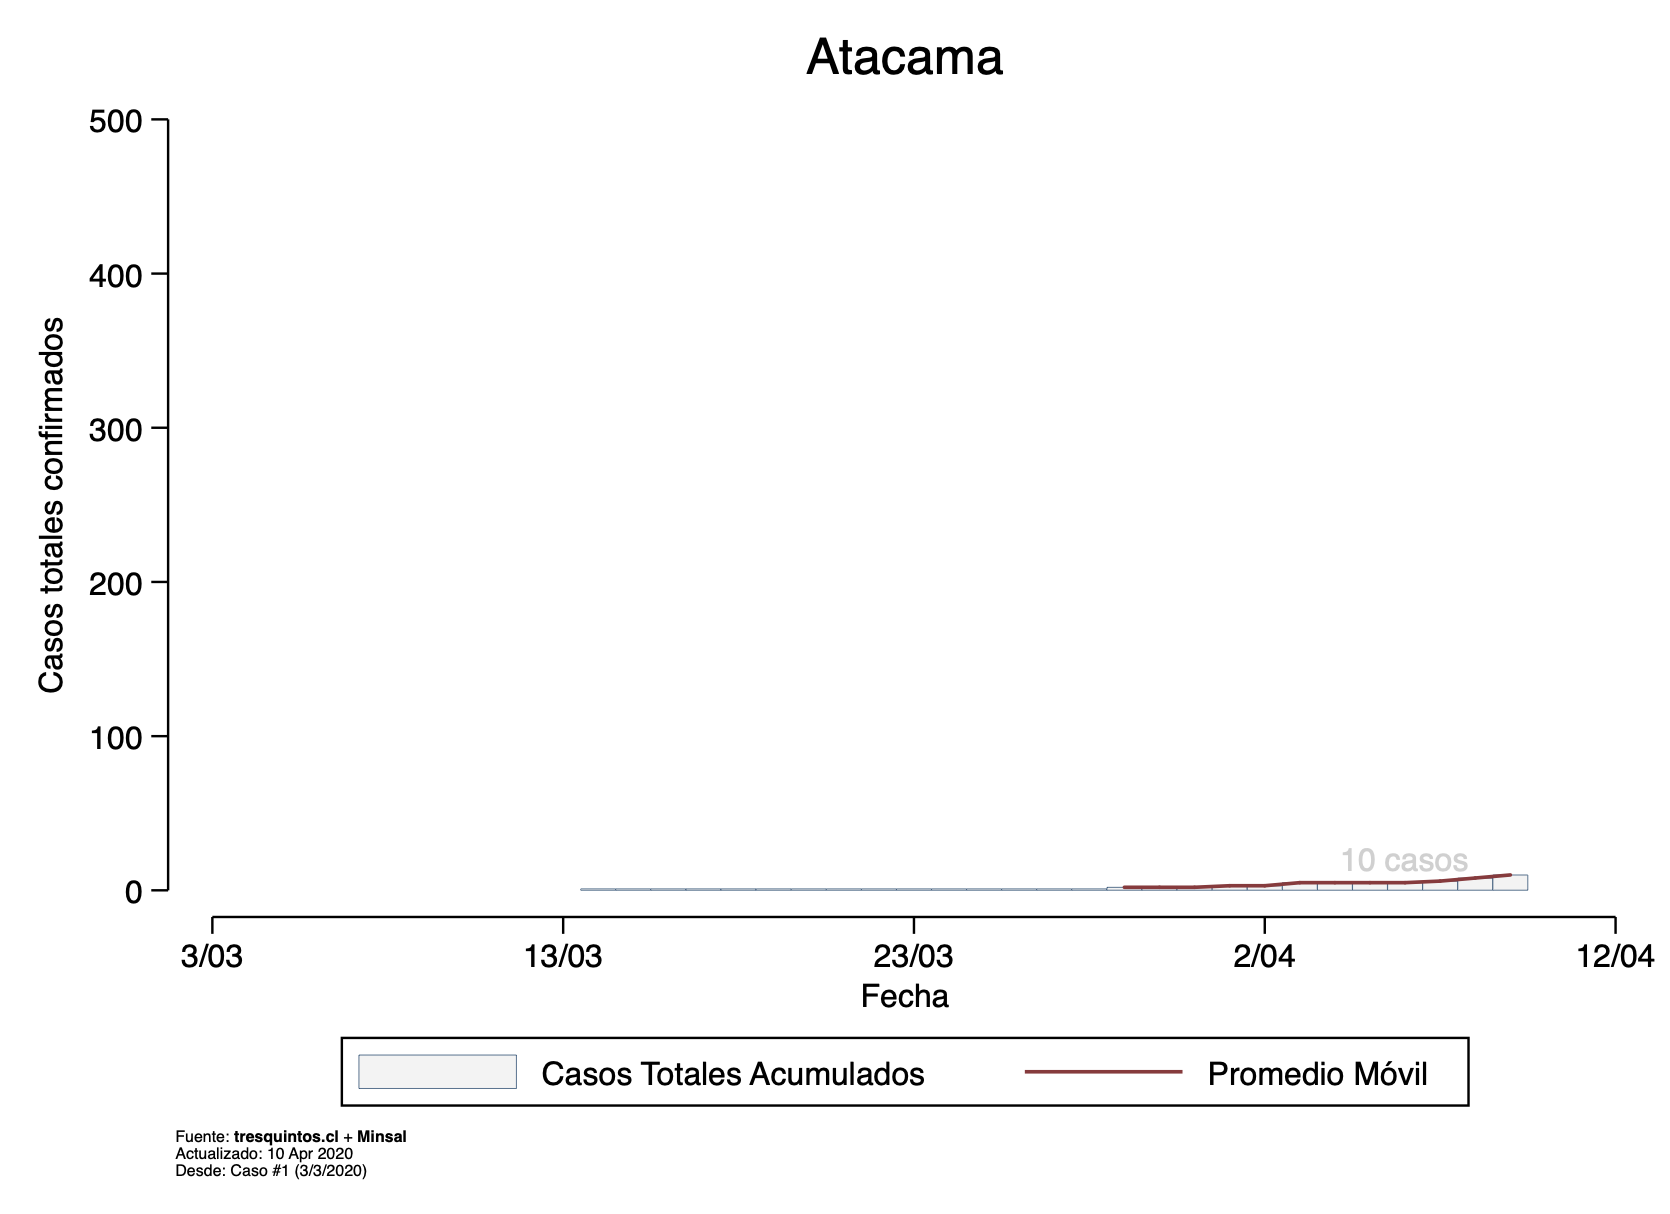 Atacama
500
400
300
200
100
0
Casos totales confirmados
10 casos
3/03 13/03 23/03 2/04 12/04
Fecha
Casos Totales Acumulados Promedio Móvil
Fuente: tresquintos.cl + Minsal
Actualizado: 10 Apr 2020
Desde: Caso #1 (3/3/2020)